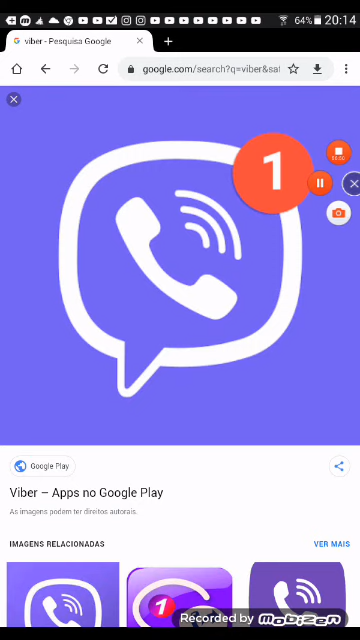 64% 20:14
viber - Pesquisa Google
google.com/search?q=viber&sa
1
Google Play
Viber – Apps no Google Play
As imagens podem ter direitos autorais.
IMAGENS RELACIONADAS
VER MAIS
1
Recorded by MOBIZEN